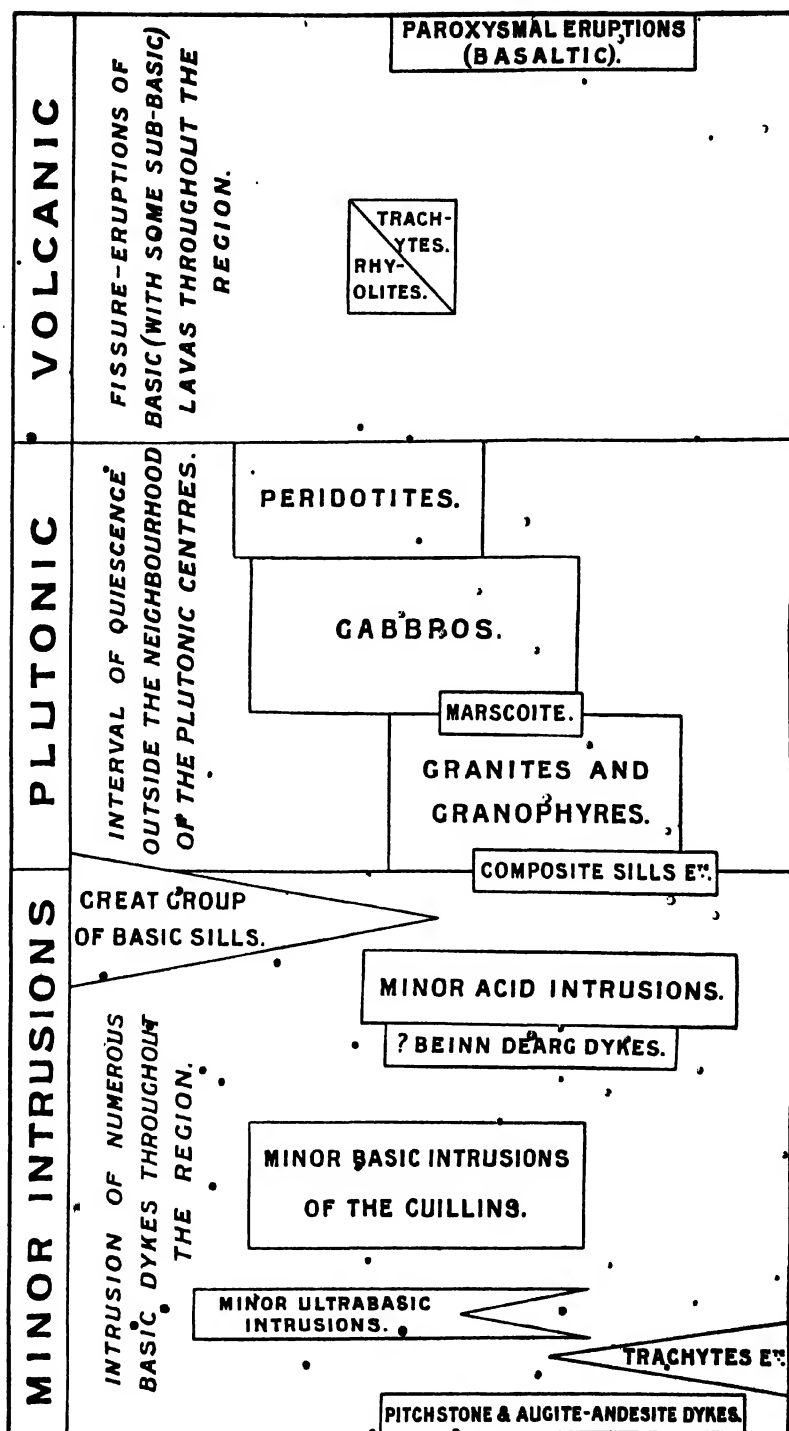 VOLCANIC
FISSURE-ERUPTIONS OF
BASIC (WITH SOME SUB-BASIC)
LAVAS THROUGHOUT THE
REGION.
PAROXYSMAL ERUPTIONS
(BASALTIC).
TRACH-
YTES.
RHY-
OLITES.
PLUTONIC
INTERVAL OF QUIESCENCE
OUTSIDE THE NEIGHBOURHOOD
OF THE PLUTONIC CENTRES.
PERIDOTITES.
GABBROS.
MARSCOITE.
GRANITES AND
GRANOPHYRES.
COMPOSITE SILLS ETC.
MINOR INTRUSIONS
GREAT GROUP
OF BASIC SILLS.
INTRUSION OF NUMEROUS
BASIC DYKES THROUGHOUT
THE REGION.
MINOR ACID INTRUSIONS.
? BEINN DEARG DYKES.
MINOR BASIC INTRUSIONS
OF THE CUILLINS.
MINOR ULTRABASIC
INTRUSIONS.
TRACHYTES ETC
PITCHSTONE & AUGITE-ANDESITE DYKES.